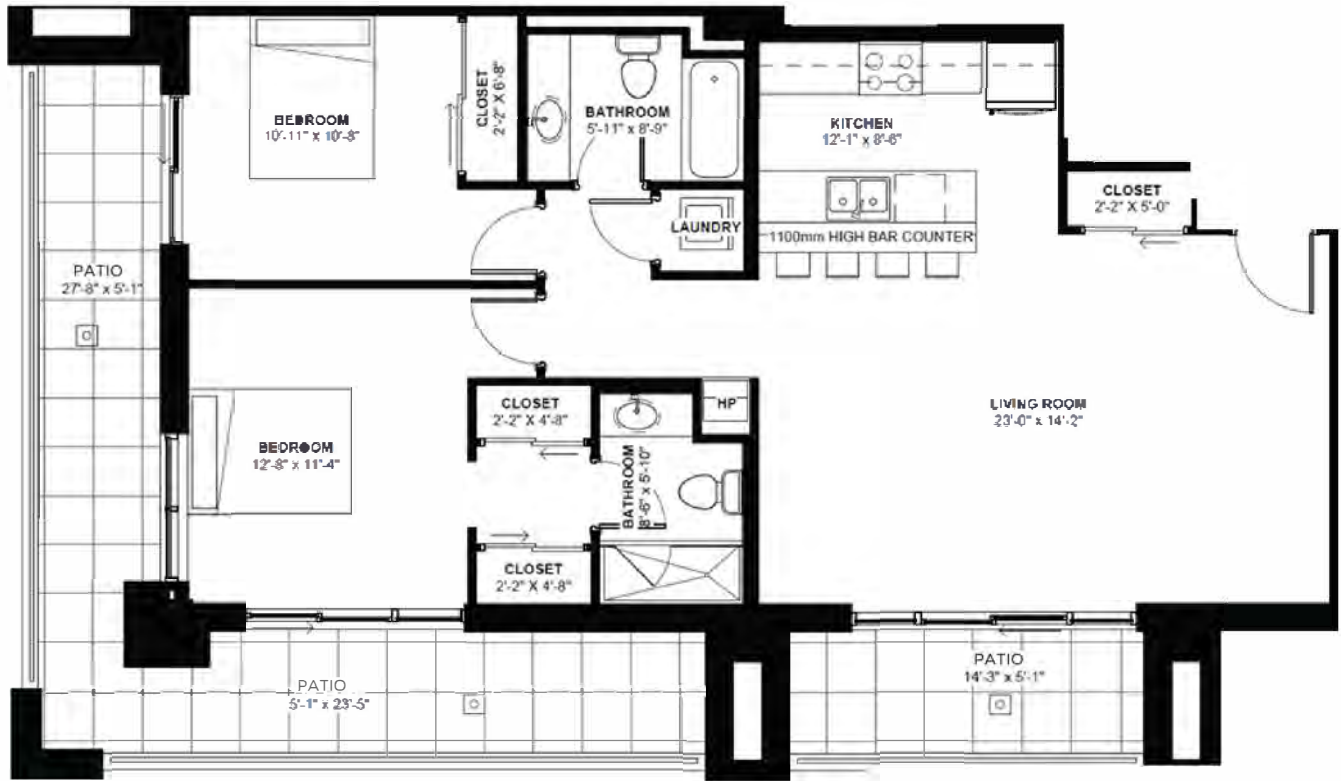 BEDROOM
10'-11" x 10'-8"
CLOSET
2'-2" X 6'-8"
BATHROOM
5'-11" x 8'-9"
KITCHEN
12'-1" x 8'-6"
CLOSET
2'-2" X 5'-0"
LAUNDRY
1100mm HIGH BAR COUNTER
PATIO
27'-8" x 5'-1"
BEDROOM
12'-8" x 11'-4"
CLOSET
2'-2" X 4'-8"
HP
BATHROOM
8'-6" x 5'-10"
LIVING ROOM
23'-0" x 14'-2"
CLOSET
2'-2" X 4'-8"
PATIO
5'-1" x 23'-5"
PATIO
14'-3" x 5'-1"